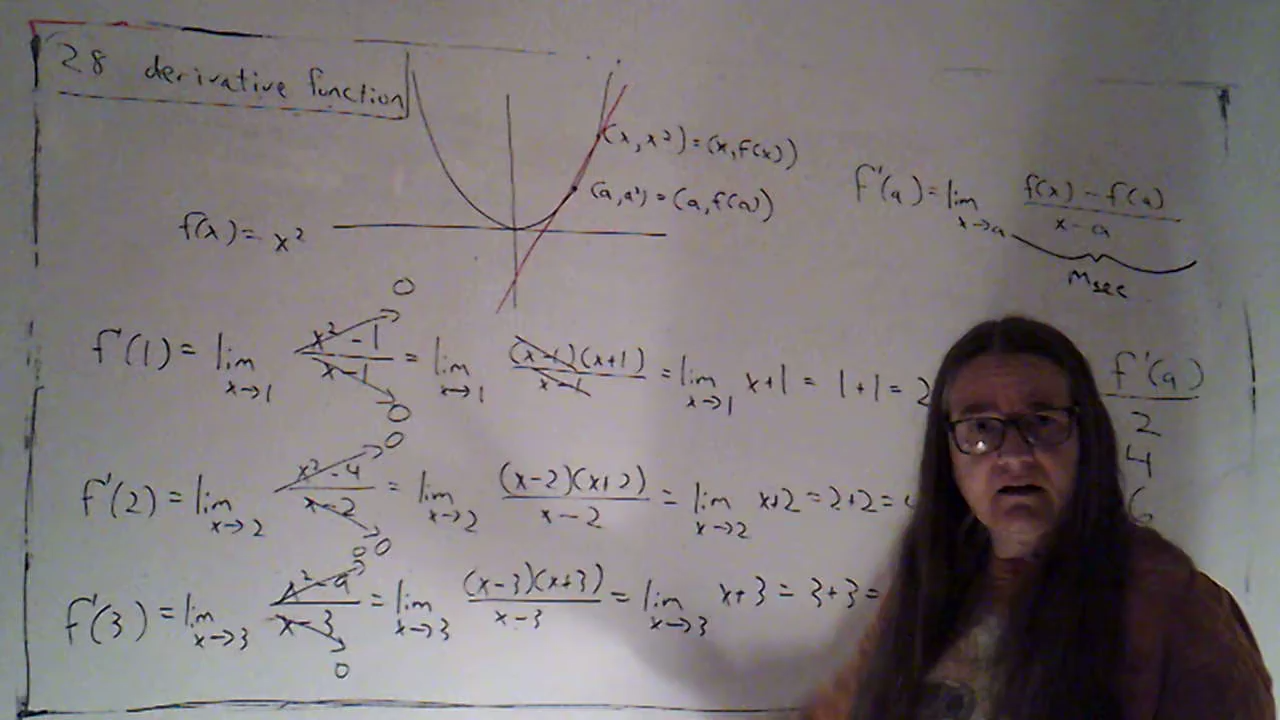 28 derivative function
(x, x²) = (x, f(x))
(a, a²) = (a, f(a))
f(x) = x²
f'(a) = lim x→a f(x) - f(a) / x - a
Msec
f'(1) = lim x→1 x² - 1 / x - 1 = lim x→1 (x-1)(x+1) / x-1 = lim x→1 x+1 = 1+1 = 2
0
0
f'(2) = lim x→2 x² - 4 / x - 2 = lim x→2 (x-2)(x+2) / x-2 = lim x→2 x+2 = 2+2 =
0
0
f'(3) = lim x→3 x² - 9 / x - 3 = lim x→3 (x-3)(x+3) / x-3 = lim x→3 x+3 = 3+3 =
0
0
f'(a)
2
4
6